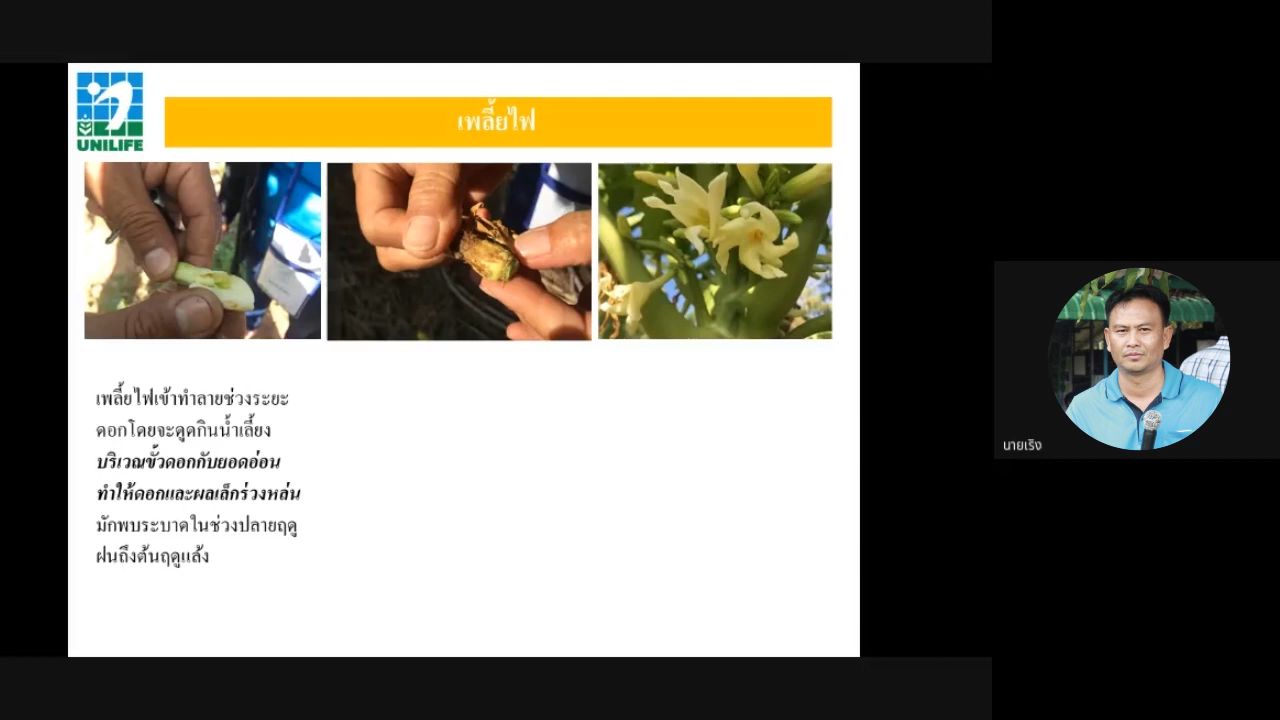 UNILIFE
เพลี้ยไฟ
เพลี้ยไฟเข้าทำลายช่วงระยะ
ดอกโดยจะดูดกินน้ำเลี้ยง
บริเวณขั้วดอกกับยอดอ่อน
ทำให้ดอกและผลเล็กร่วงหล่น
มักพบระบาดในช่วงปลายฤดู
ฝนถึงต้นฤดูแล้ง
นายเริง